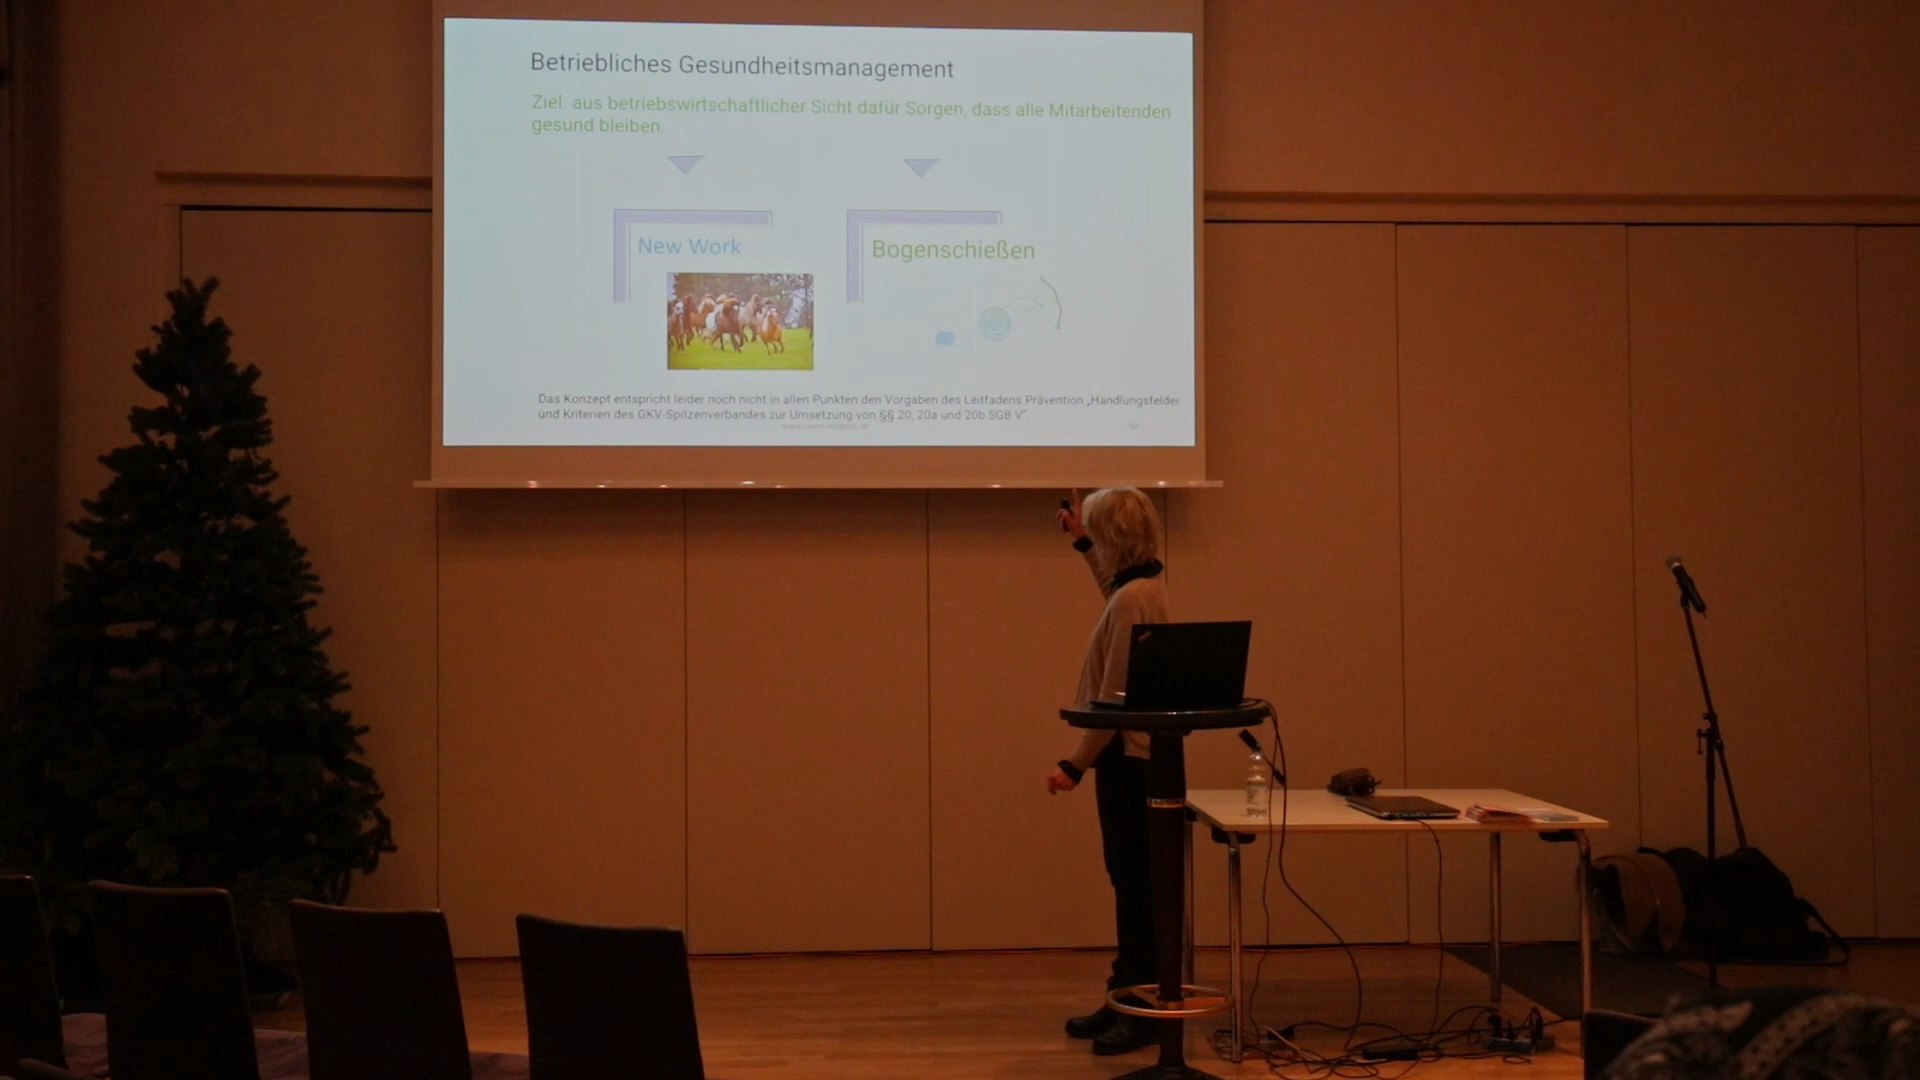 Betriebliches Gesundheitsmanagement
Ziel: aus betriebswirtschaftlicher Sicht dafür Sorgen, dass alle Mitarbeitenden
gesund bleiben.
New Work
Bogenschießen
Das Konzept entspricht leider noch nicht in allen Punkten den Vorgaben des Leitfadens Prävention „Handlungsfelder
und Kriterien des GKV-Spitzenverbandes zur Umsetzung von §§ 20, 20a und 20b SGB V“